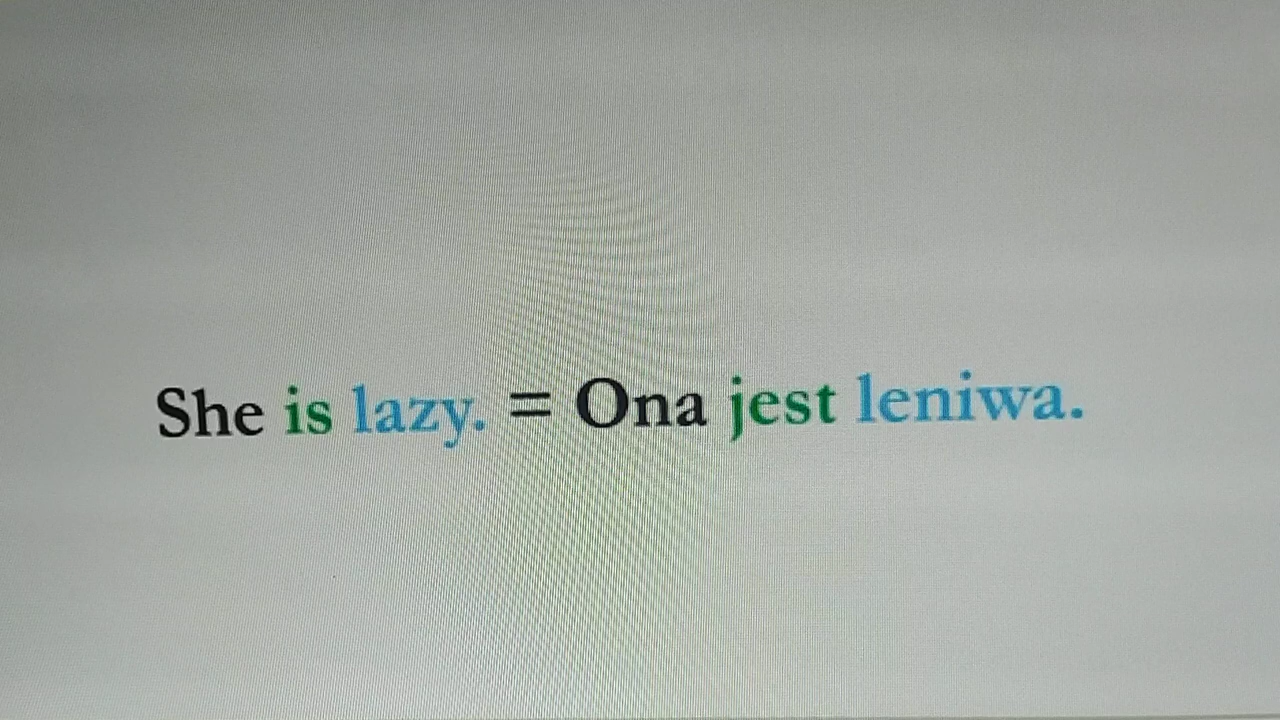 She is lazy. = Ona jest leniwa.